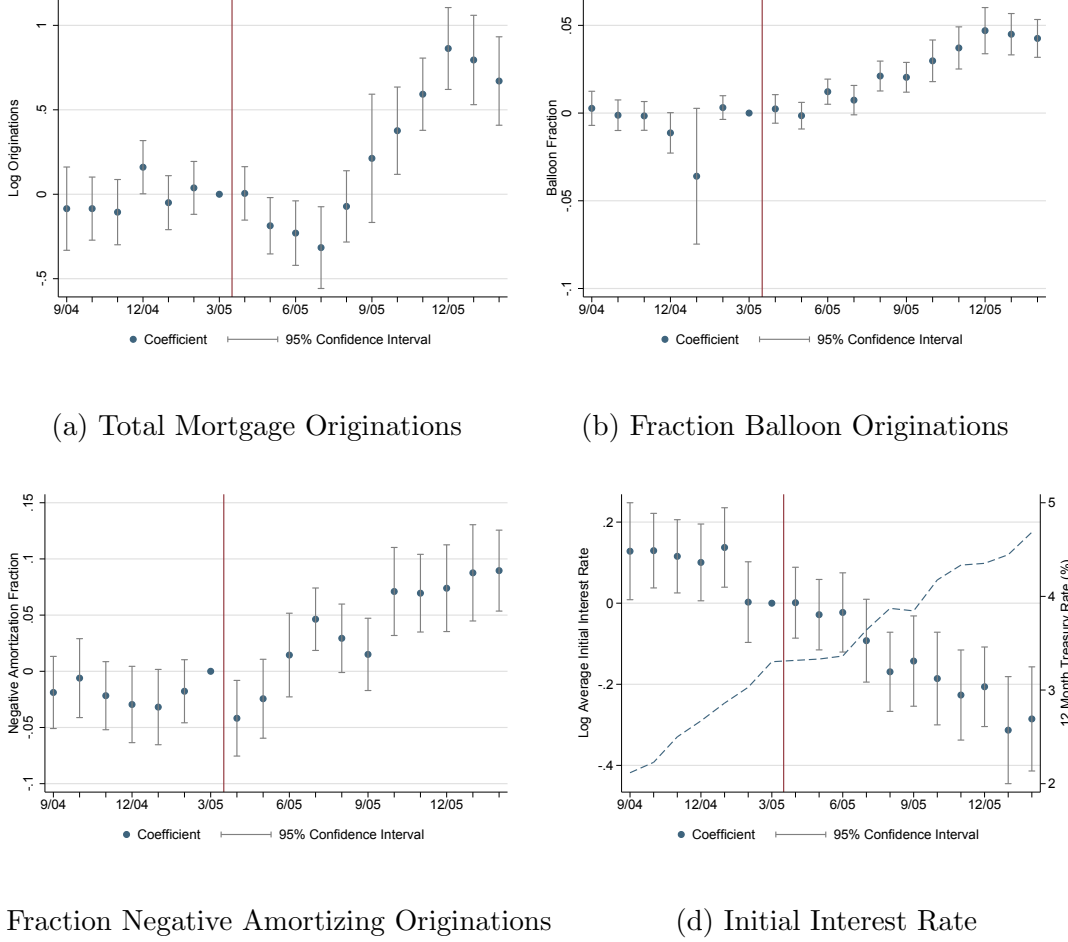 1
.5
0
-.5
Log Originations
9/04 12/04 3/05 6/05 9/05 12/05
Coefficient 95% Confidence Interval
(a) Total Mortgage Originations
.05
0
-.05
-.1
Balloon Fraction
9/04 12/04 3/05 6/05 9/05 12/05
Coefficient 95% Confidence Interval
(b) Fraction Balloon Originations
.15
.1
.05
0
-.05
-.1
Negative Amortization Fraction
9/04 12/04 3/05 6/05 9/05 12/05
Coefficient 95% Confidence Interval
Fraction Negative Amortizing Originations
.2
0
-.2
-.4
Log Average Initial Interest Rate
5
4
3
2
12 Month Treasury Rate (%)
9/04 12/04 3/05 6/05 9/05 12/05
Coefficient 95% Confidence Interval
(d) Initial Interest Rate